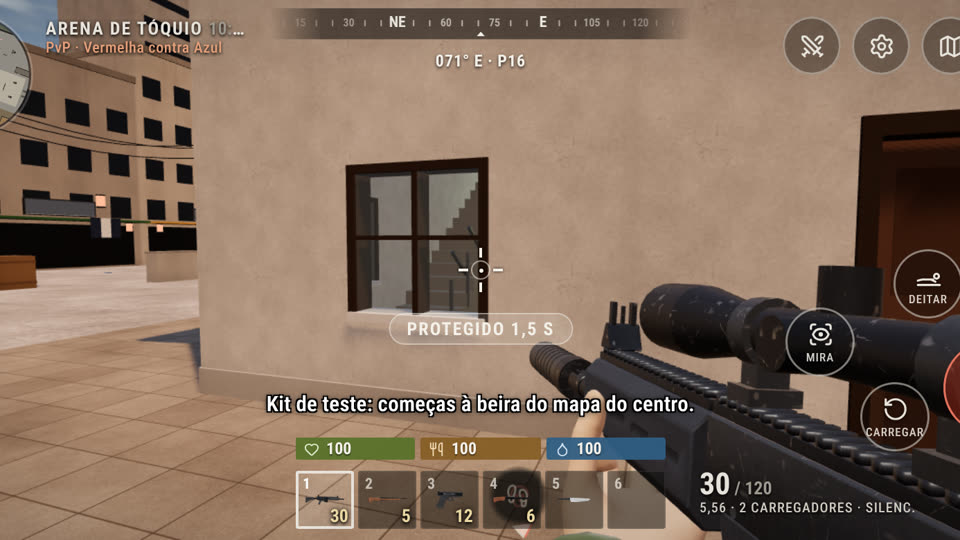 ARENA DE TÓQUIO 10:…
PvP · Vermelha contra Azul
15 30 NE 60 75 E 105 120
071° E · P16
PROTEGIDO 1,5 S
DEITAR
MIRA
CARREGAR
Kit de teste: começas à beira do mapa do centro.
100 100 100
1 2 3 4 5 6
30 5 12 6
30 / 120
5,56 · 2 CARREGADORES · SILENC.